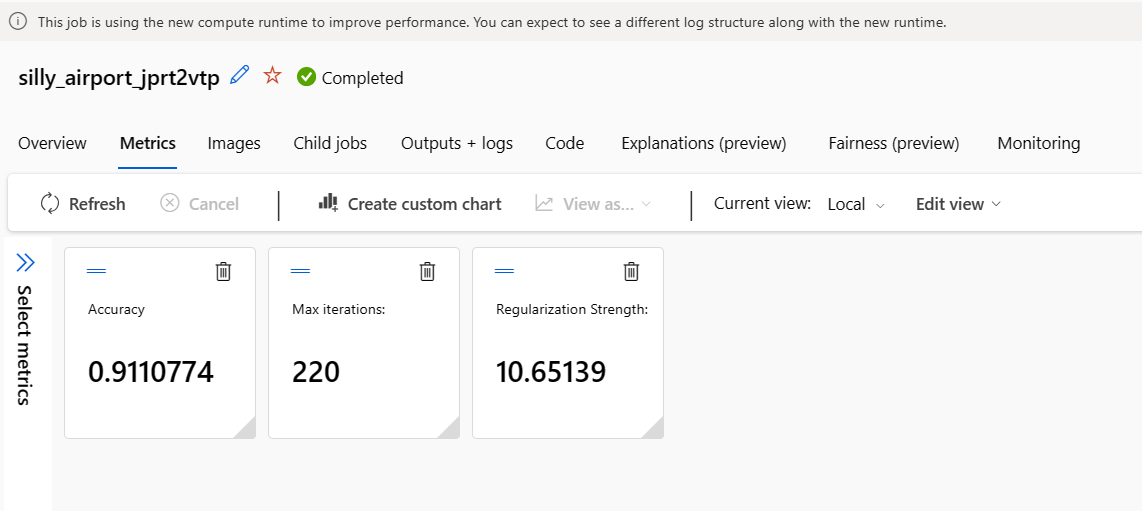 This job is using the new compute runtime to improve performance. You can expect to see a different log structure along with the new runtime.
silly_airport_jprt2vtp Completed
Overview Metrics Images Child jobs Outputs + logs Code Explanations (preview) Fairness (preview) Monitoring
Refresh Cancel Create custom chart View as... Current view: Local Edit view
Select metrics
Accuracy
0.9110774
Max iterations:
220
Regularization Strength:
10.65139